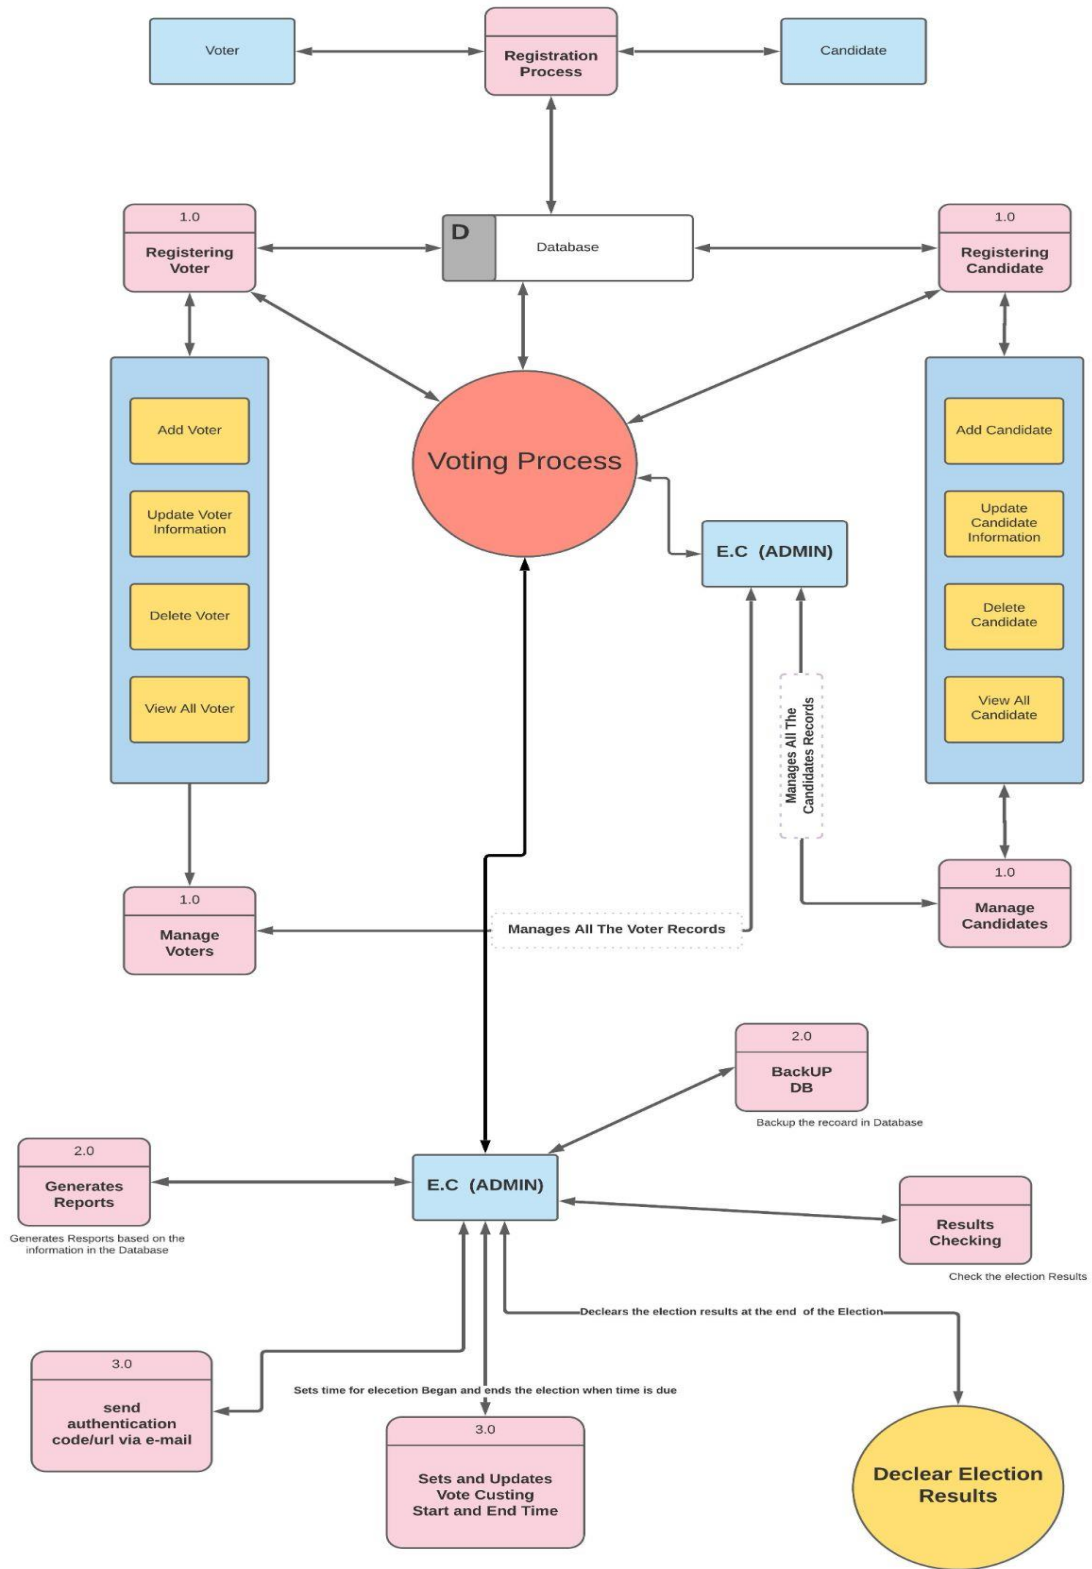 Voter
Registration
Process
Candidate
1.0
Registering
Voter
D
Database
1.0
Registering
Candidate
Add Voter
Update Voter
Information
Delete Voter
View All Voter
Voting Process
E.C (ADMIN)
Add Candidate
Update
Candidate
Information
Delete
Candidate
View All
Candidate
Manages All The
Candidates Records
1.0
Manage
Voters
Manages All The Voter Records
1.0
Manage
Candidates
2.0
BackUP
DB
Backup the recoard in Database
2.0
Generates
Reports
Generates Resports based on the
information in the Database
E.C (ADMIN)
Results
Checking
Check the election Results
Declears the election results at the end of the Election
3.0
send
authentication
code/url via e-mail
Sets time for elecetion Began and ends the election when time is due
3.0
Sets and Updates
Vote Custing
Start and End Time
Declear Election
Results